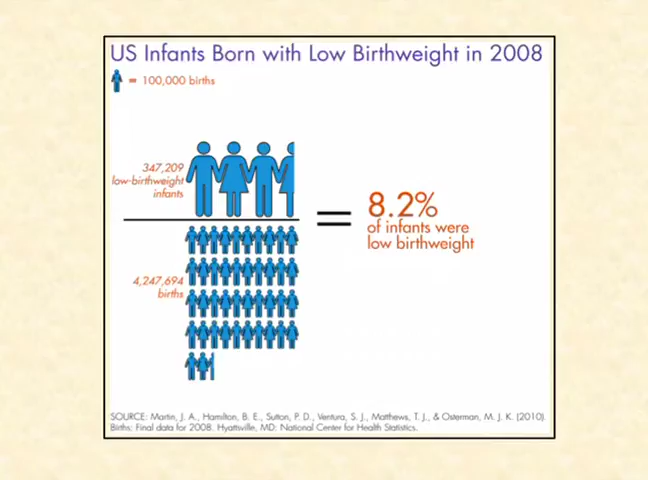 US Infants Born with Low Birthweight in 2008
= 100,000 births
347,209
low-birthweight
infants
=
8.2%
of infants were
low birthweight
4,247,694
births
SOURCE: Martin, J. A., Hamilton, B. E., Sutton, P. D., Ventura, S. J., Matthews, T. J., & Osterman, M. J. K. (2010).
Births: Final data for 2008. Hyattsville, MD: National Center for Health Statistics.